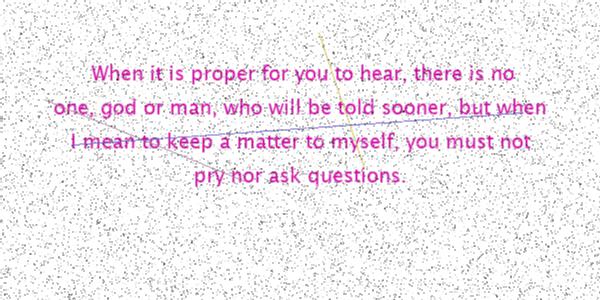 When it is proper for you to hear, there is no
one, god or man, who will be told sooner, but when
I mean to keep a matter to myself, you must not
pry nor ask questions.